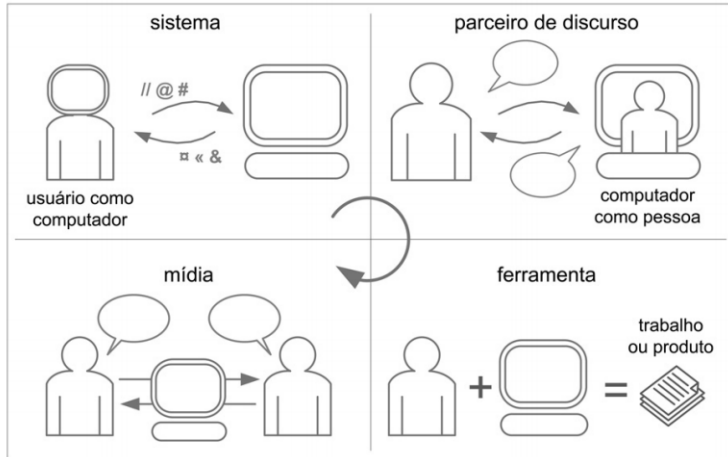 sistema
// @ #
¤ « &
usuário como
computador
parceiro de discurso
computador
como pessoa
mídia
ferramenta
trabalho
ou produto
+
=